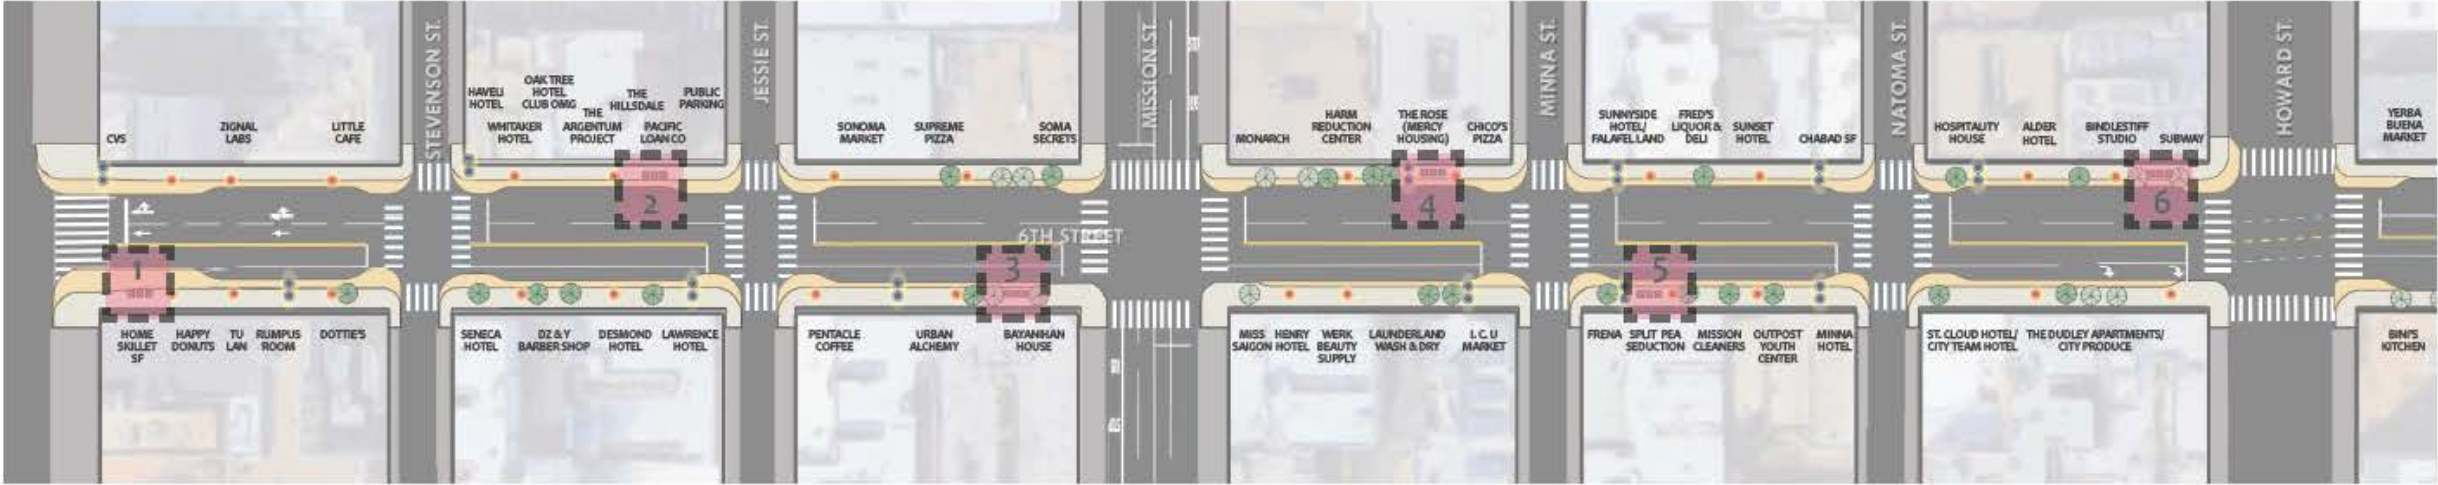 CVS
ZIGNAL
LABS
LITTLE
CAFE
STEVENSON ST.
HAVELI
HOTEL
WHITAKER
HOTEL
OAK TREE
HOTEL
CLUB OMG
THE
ARGENTUM
PROJECT
THE
HILLSDALE
PACIFIC
LOAN CO
PUBLIC
PARKING
JESSIE ST.
SONOMA
MARKET
SUPREME
PIZZA
SOMA
SECRETS
MISSION ST.
MONARCH
HARM
REDUCTION
CENTER
THE ROSE
(MERCY
HOUSING)
CHICO'S
PIZZA
MINNA ST.
SUNNYSIDE
HOTEL/
FALAFEL LAND
FRED'S
LIQUOR &
DELI
SUNSET
HOTEL
CHABAD SF
NATOMA ST.
HOSPITALITY
HOUSE
ALDER
HOTEL
BINDLESTIFF
STUDIO
SUBWAY
HOWARD ST.
YERBA
BUENA
MARKET
2
4
6
6TH STREET
1
3
5
HOME
SKILLET
SF
HAPPY
DONUTS
TU
LAN
RUMPUS
ROOM
DOTTIE'S
SENECA
HOTEL
DZ & Y
BARBER SHOP
DESMOND
HOTEL
LAWRENCE
HOTEL
PENTACLE
COFFEE
URBAN
ALCHEMY
BAYANIHAN
HOUSE
MISS
SAIGON
HENRY
HOTEL
WERK
BEAUTY
SUPPLY
LAUNDERLAND
WASH & DRY
I. C. U
MARKET
FRENA
SPLIT PEA
SEDUCTION
MISSION
CLEANERS
OUTPOST
YOUTH
CENTER
MINNA
HOTEL
ST. CLOUD HOTEL/
CITY TEAM HOTEL
THE DUDLEY APARTMENTS/
CITY PRODUCE
BINI'S
KITCHEN